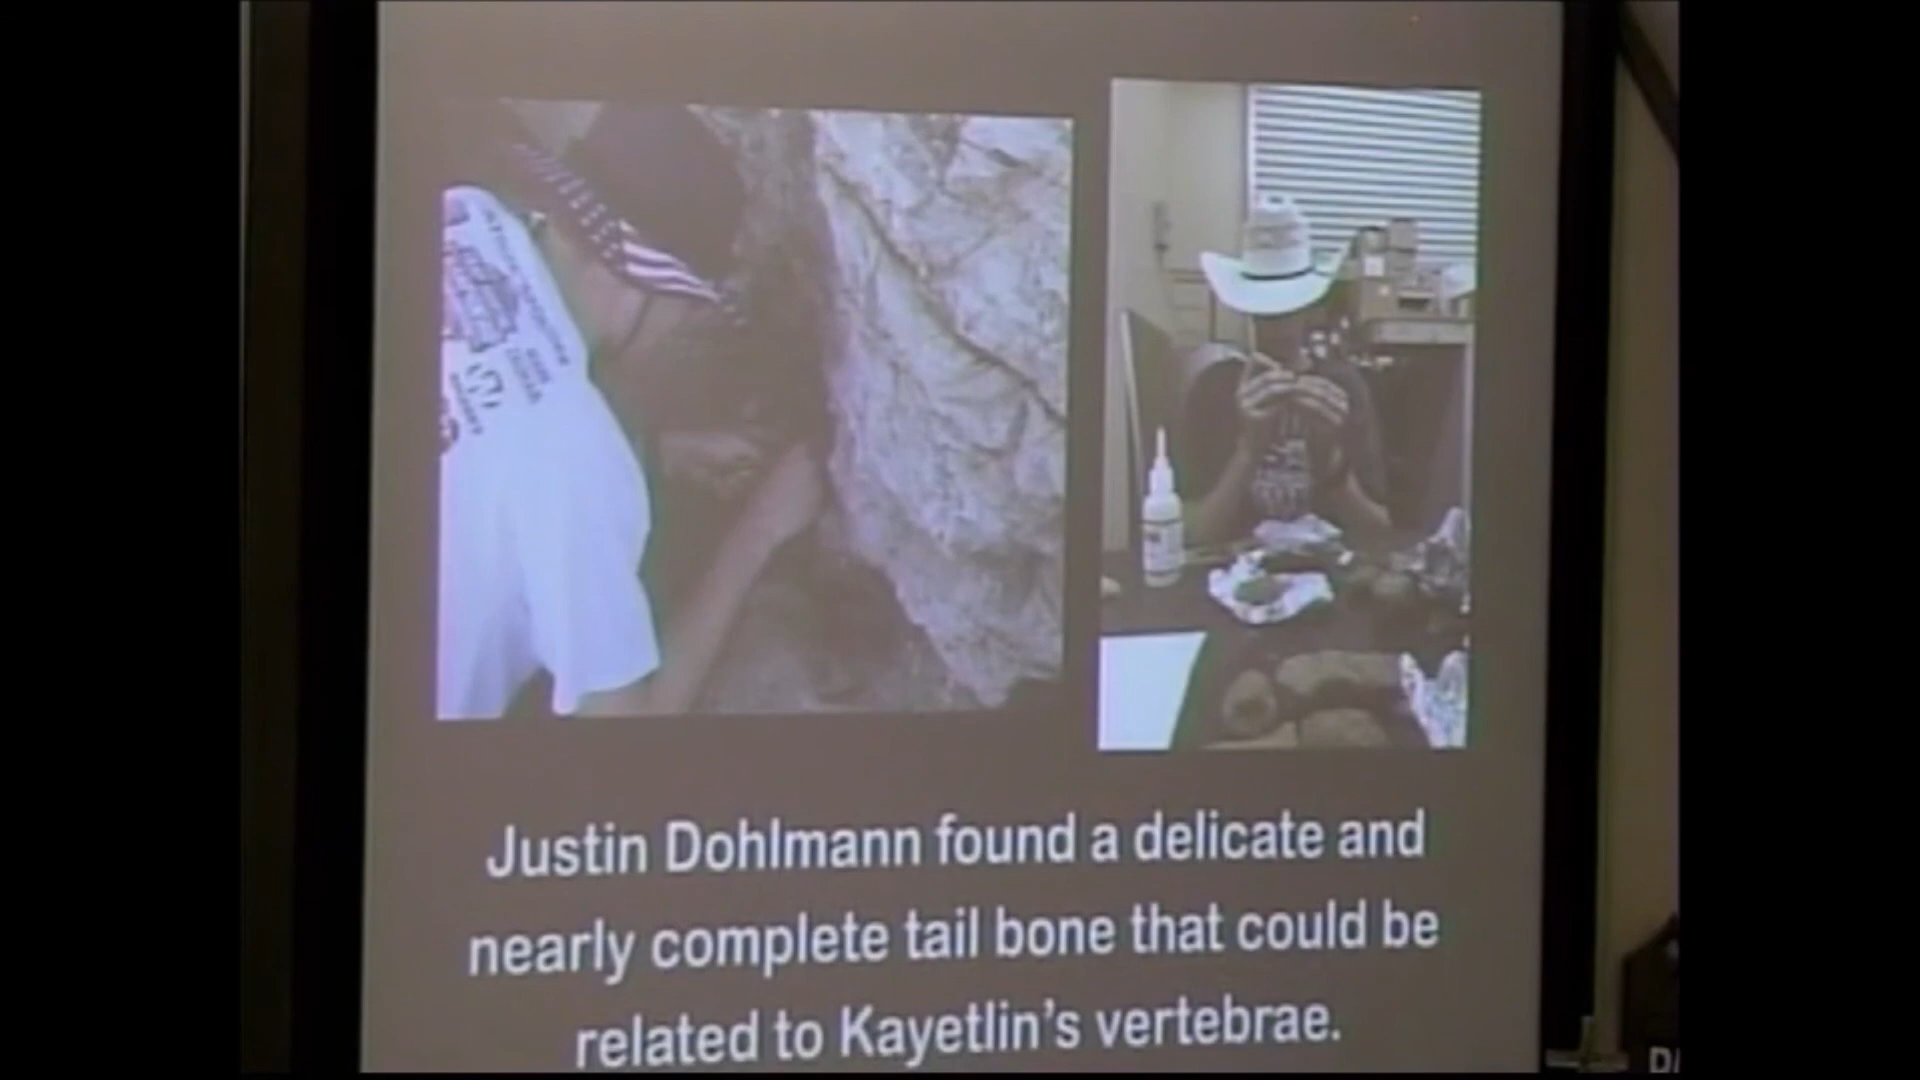 Justin Dohlmann found a delicate and
nearly complete tail bone that could be
related to Kayetlin's vertebrae.